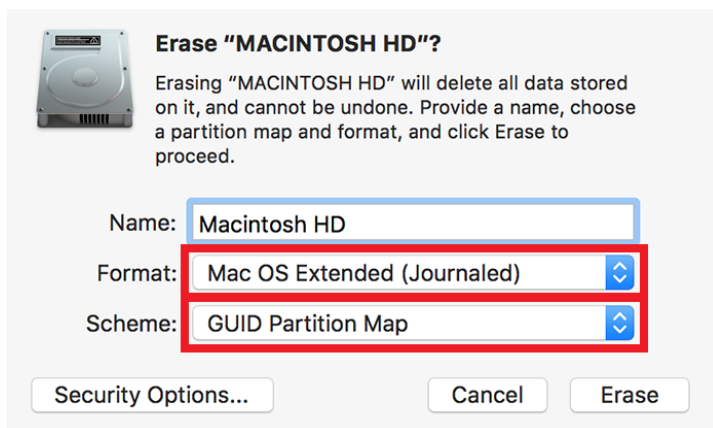 Erase “MACINTOSH HD”?
Erasing “MACINTOSH HD” will delete all data stored
on it, and cannot be undone. Provide a name, choose
a partition map and format, and click Erase to
proceed.
Name: Macintosh HD
Format: Mac OS Extended (Journaled)
Scheme: GUID Partition Map
Security Options... Cancel Erase